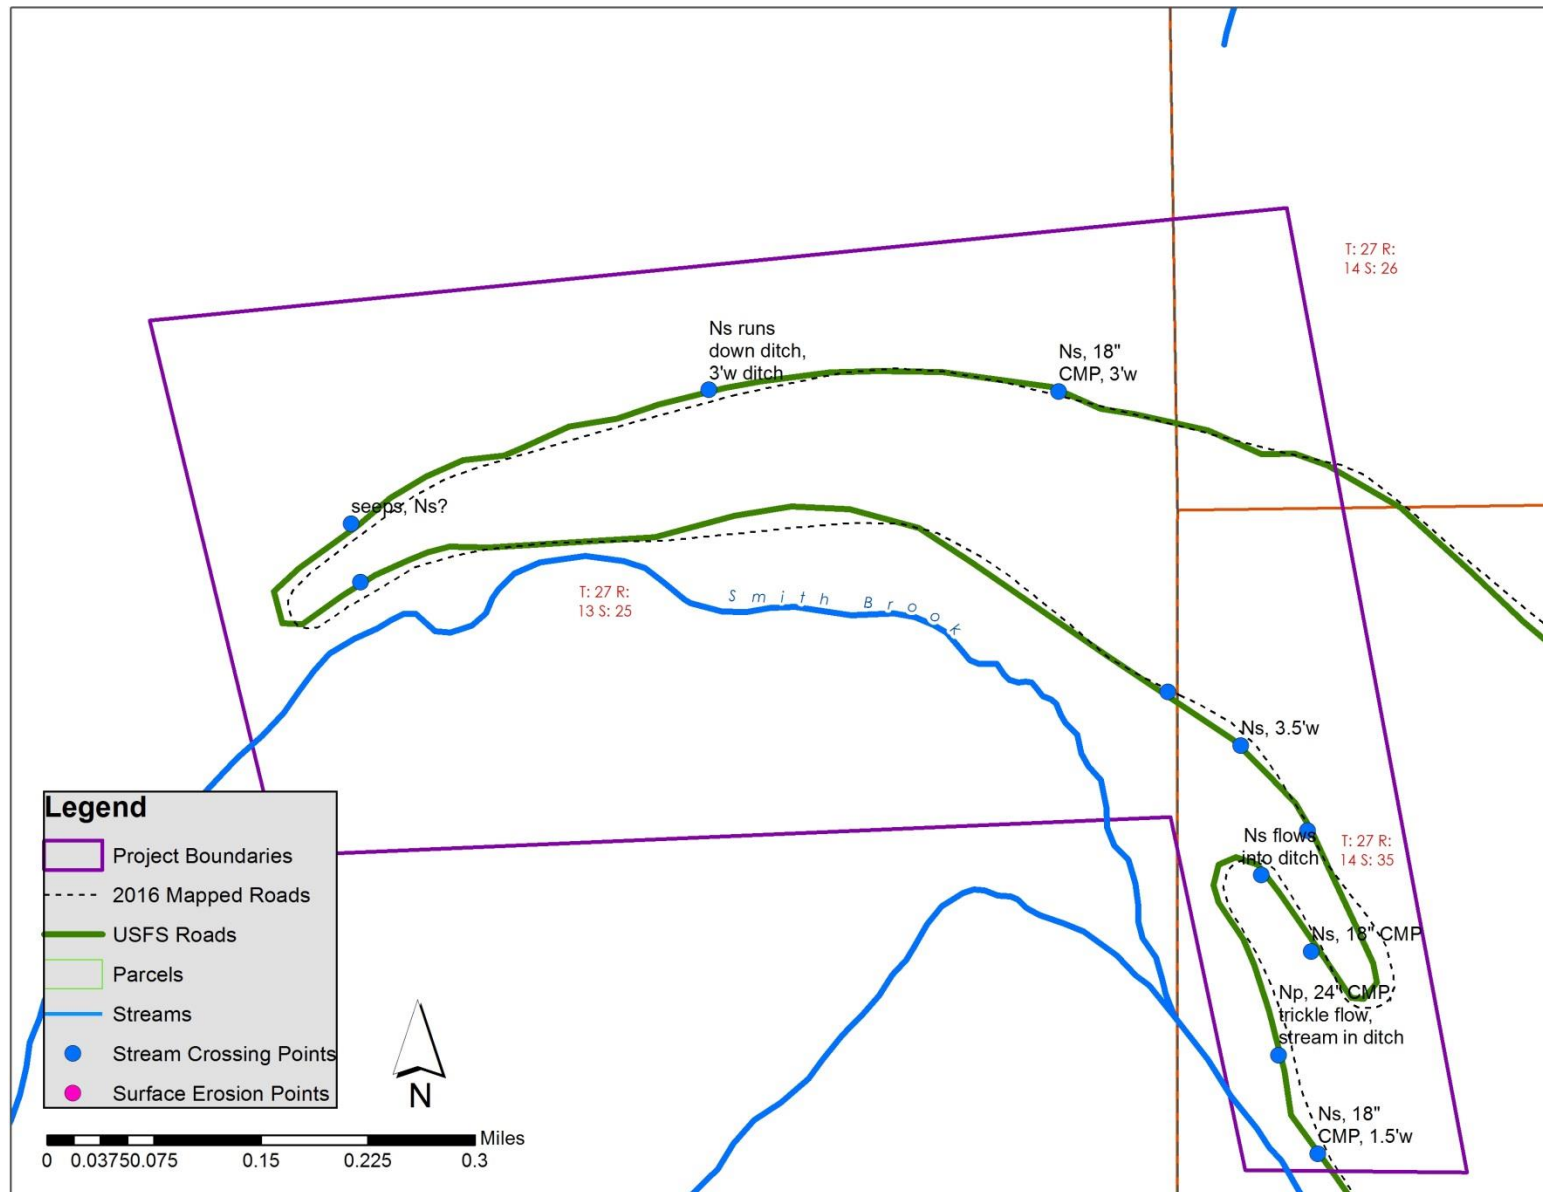 T: 27 R:
14 S: 26
Ns runs
down ditch,
3'w ditch
Ns, 18"
CMP, 3'w
seeps, Ns?
T: 27 R:
13 S: 25
Smith Brook
Ns, 3.5'w
Ns flows
into ditch
T: 27 R:
14 S: 35
Ns, 18" CMP
Np, 24" CMP
trickle flow,
stream in ditch
Ns, 18"
CMP, 1.5'w
Legend
Project Boundaries
2016 Mapped Roads
USFS Roads
Parcels
Streams
Stream Crossing Points
Surface Erosion Points
N
Miles
0 0.0375 0.075 0.15 0.225 0.3